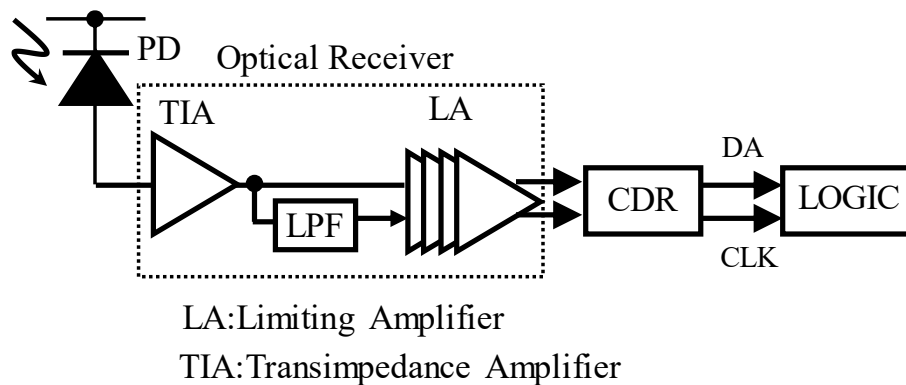 PD
Optical Receiver
TIA
LA
LPF
CDR
DA
CLK
LOGIC
LA:Limiting Amplifier
TIA:Transimpedance Amplifier